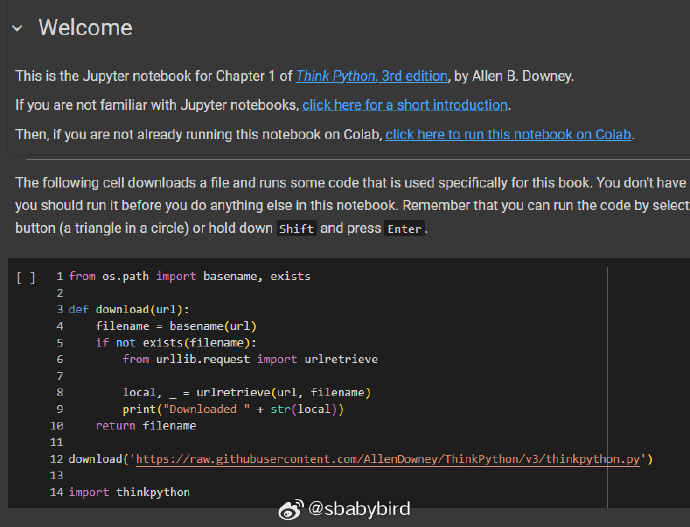 Welcome
This is the Jupyter notebook for Chapter 1 of Think Python, 3rd edition, by Allen B. Downey.
If you are not familiar with Jupyter notebooks, click here for a short introduction.
Then, if you are not already running this notebook on Colab, click here to run this notebook on Colab.
The following cell downloads a file and runs some code that is used specifically for this book. You don't have
you should run it before you do anything else in this notebook. Remember that you can run the code by select
button (a triangle in a circle) or hold down Shift and press Enter.
[ ] 1 from os.path import basename, exists
2
3 def download(url):
4     filename = basename(url)
5     if not exists(filename):
6         from urllib.request import urlretrieve
7
8         local, _ = urlretrieve(url, filename)
9         print("Downloaded " + str(local))
10     return filename
11
12 download('https://raw.githubusercontent.com/AllenDowney/ThinkPython/v3/thinkpython.py')
13
14 import thinkpython
@sbabybird